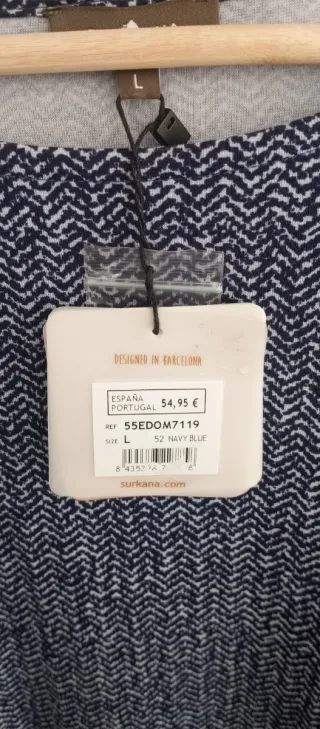 L
DESIGNED IN BARCELONA
ESPAÑA
PORTUGAL 54,95 €
REF 55EDOM7119
SIZE L 52 NAVY BLUE
surkana.com